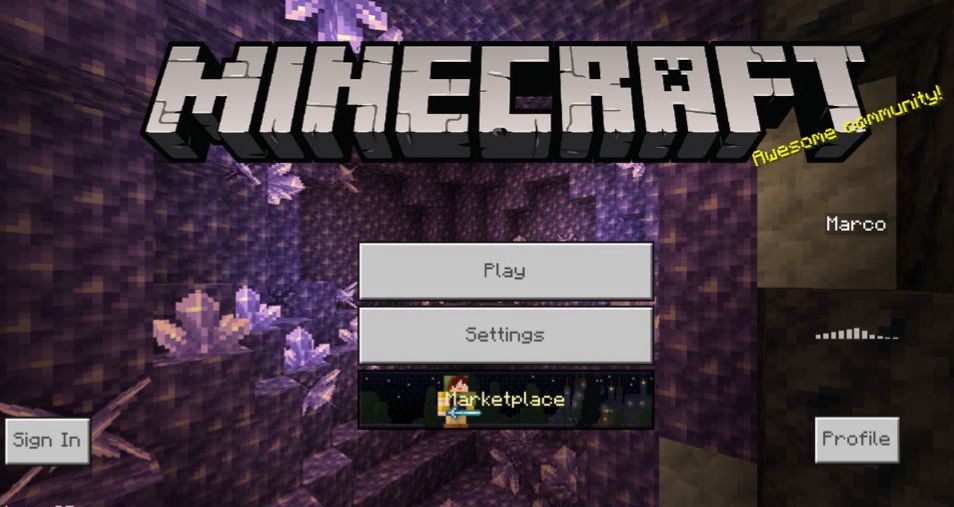 MINECRAFT
Awesome community!
Marco
Play
Settings
Marketplace
Sign In
Profile